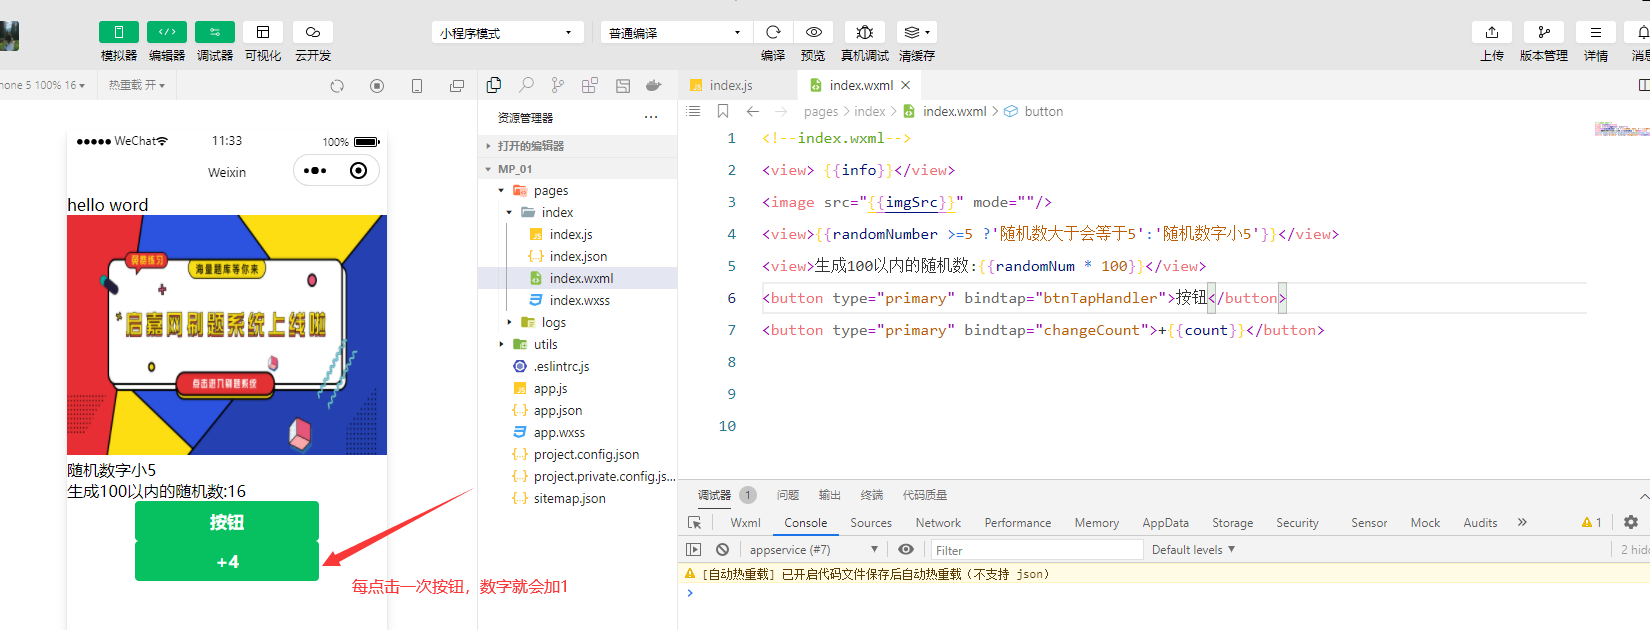 小程序模式
普通编译
模拟器 编辑器 调试器 可视化 云开发
编译 预览 真机调试 清缓存
上传 版本管理 详情
hone 5 100% 16
热重载 开
index.js
index.wxml
资源管理器
pages > index > index.wxml > button
打开的编辑器
MP_01
pages
index
index.js
index.json
index.wxml
index.wxss
logs
utils
.eslintrc.js
app.js
app.json
app.wxss
project.config.json
project.private.config.js...
sitemap.json
WeChat 11:33 100%
Weixin
hello word
免费练习
海量题库等你来
启嘉网刷题系统上线啦
点击进入刷题系统
随机数字小5
生成100以内的随机数:16
按钮
+4
每点击一次按钮，数字就会加1
1 <!--index.wxml-->
2 <view> {{info}}</view>
3 <image src="{{imgSrc}}" mode=""/>
4 <view>{{randomNumber >=5 ?'随机数大于会等于5':'随机数字小5'}}</view>
5 <view>生成100以内的随机数:{{randomNum * 100}}</view>
6 <button type="primary" bindtap="btnTapHandler">按钮</button>
7 <button type="primary" bindtap="changeCount">+{{count}}</button>
8
9
10
调试器 1 问题 输出 终端 代码质量
Wxml Console Sources Network Performance Memory AppData Storage Security Sensor Mock Audits » 1
appservice (#7) Filter Default levels 2 hid
[自动热重载] 已开启代码文件保存后自动热重载（不支持 json）
>